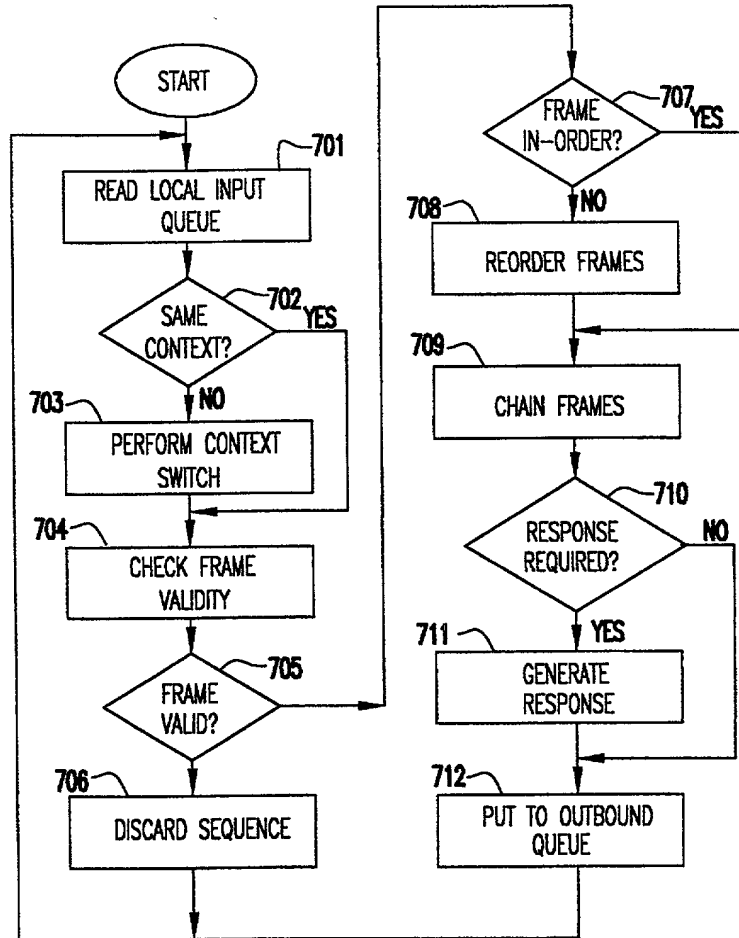 START
701
READ LOCAL INPUT
QUEUE
702
SAME
CONTEXT?
YES
NO
703
PERFORM CONTEXT
SWITCH
704
CHECK FRAME
VALIDITY
705
FRAME
VALID?
706
DISCARD SEQUENCE
707
FRAME
IN-ORDER?
YES
NO
708
REORDER FRAMES
709
CHAIN FRAMES
710
RESPONSE
REQUIRED?
NO
YES
711
GENERATE
RESPONSE
712
PUT TO OUTBOUND
QUEUE